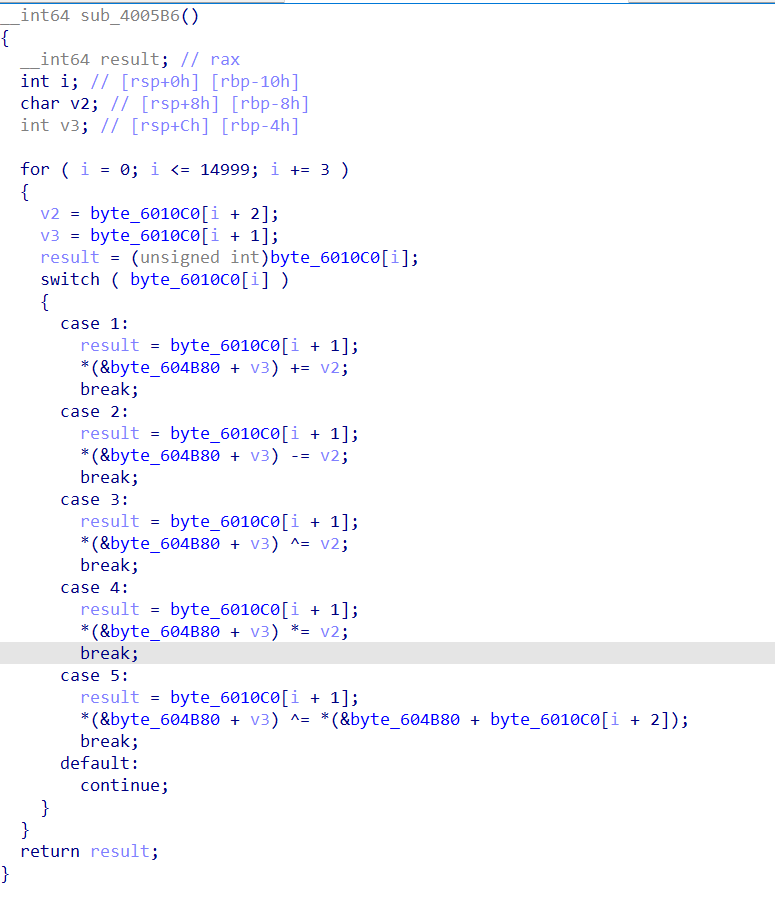 __int64 sub_4005B6()
{
  __int64 result; // rax
  int i; // [rsp+0h] [rbp-10h]
  char v2; // [rsp+8h] [rbp-8h]
  int v3; // [rsp+Ch] [rbp-4h]

  for ( i = 0; i <= 14999; i += 3 )
  {
    v2 = byte_6010C0[i + 2];
    v3 = byte_6010C0[i + 1];
    result = (unsigned int)byte_6010C0[i];
    switch ( byte_6010C0[i] )
    {
      case 1:
        result = byte_6010C0[i + 1];
        *(&byte_604B80 + v3) += v2;
        break;
      case 2:
        result = byte_6010C0[i + 1];
        *(&byte_604B80 + v3) -= v2;
        break;
      case 3:
        result = byte_6010C0[i + 1];
        *(&byte_604B80 + v3) ^= v2;
        break;
      case 4:
        result = byte_6010C0[i + 1];
        *(&byte_604B80 + v3) *= v2;
        break;
      case 5:
        result = byte_6010C0[i + 1];
        *(&byte_604B80 + v3) ^= *(&byte_604B80 + byte_6010C0[i + 2]);
        break;
      default:
        continue;
    }
  }
  return result;
}